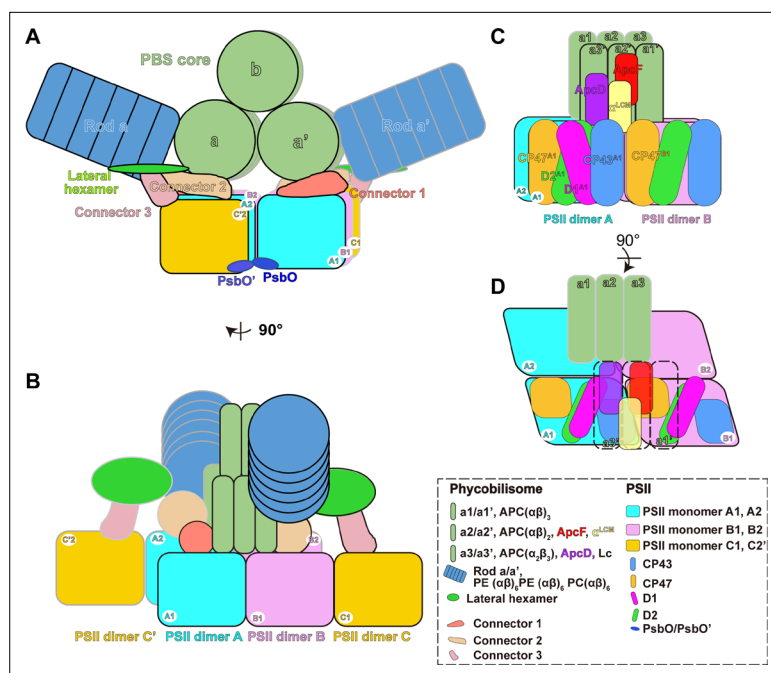 A
PBS core
b
a
a'
Rod a
Rod a'
Lateral
hexamer
Connector 2
Connector 1
Connector 3
B2
A2
C'2
A1
B1
C1
PsbO'
PsbO
90°
B
C'2
A2
B2
A1
B1
C1
PSII dimer C'
PSII dimer A
PSII dimer B
PSII dimer C
C
a1 a2 a3
a3' a2' a1'
ApcF
ApcD
αLCM
CP47A1
CP43A1
CP47B1
D2A1
D1A1
A2
A1
PSII dimer A
PSII dimer B
90°
D
a1 a2 a3
A2
B2
A1
B1
a3'
a1'
Phycobilisome
a1/a1', APC(αβ)3
a2/a2', APC(αβ)2, ApcF, αLCM
a3/a3', APC(α2β3), ApcD, Lc
Rod a/a',
PE (αβ)6PE (αβ)6 PC(αβ)6
Lateral hexamer
Connector 1
Connector 2
Connector 3
PSII
PSII monomer A1, A2
PSII monomer B1, B2
PSII monomer C1, C2'
CP43
CP47
D1
D2
PsbO/PsbO'